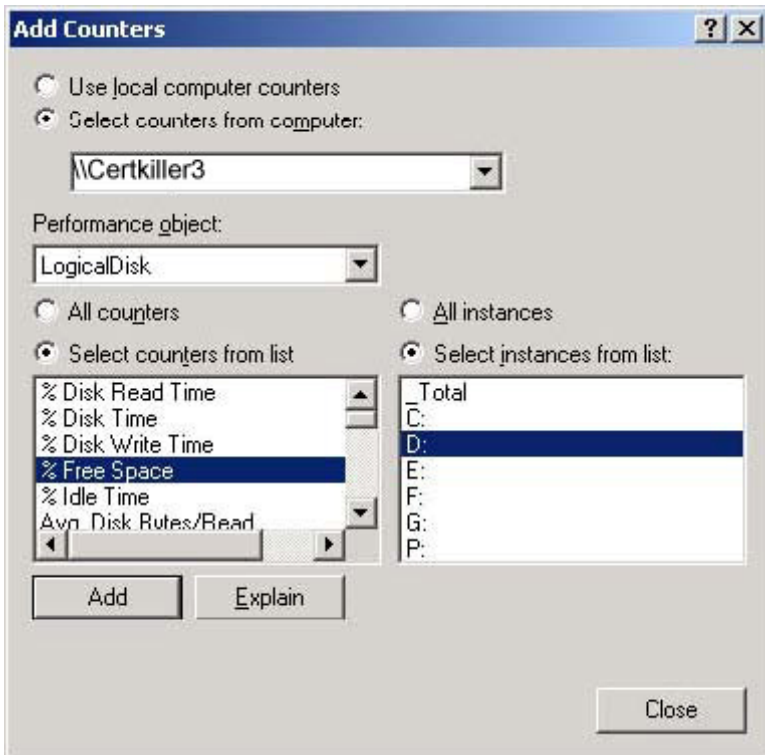 Add Counters
Use local computer counters
Select counters from computer:
\\Certkiller3
Performance object:
LogicalDisk
All counters
All instances
Select counters from list
Select instances from list:
% Disk Read Time
% Disk Time
% Disk Write Time
% Free Space
% Idle Time
Avg. Disk Bytes/Read
_Total
C:
D:
E:
F:
G:
P:
Add
Explain
Close